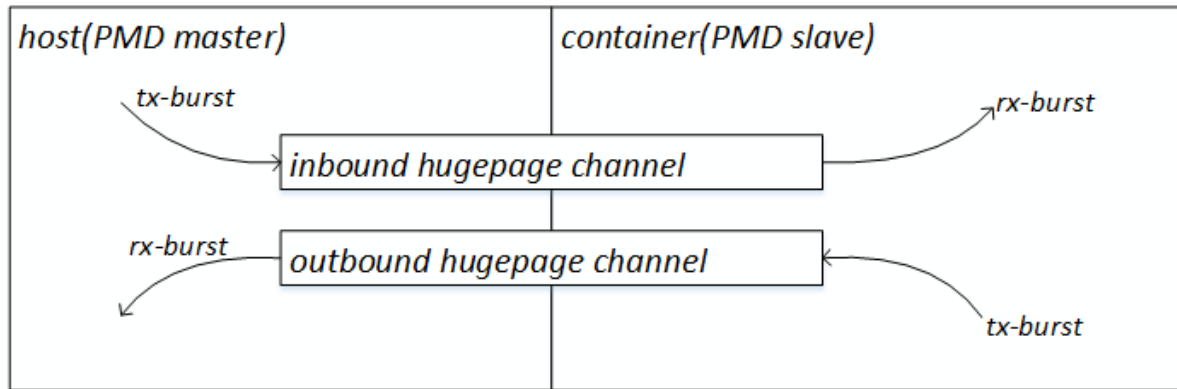 host(PMD master)
container(PMD slave)
tx-burst
rx-burst
inbound hugepage channel
rx-burst
outbound hugepage channel
tx-burst